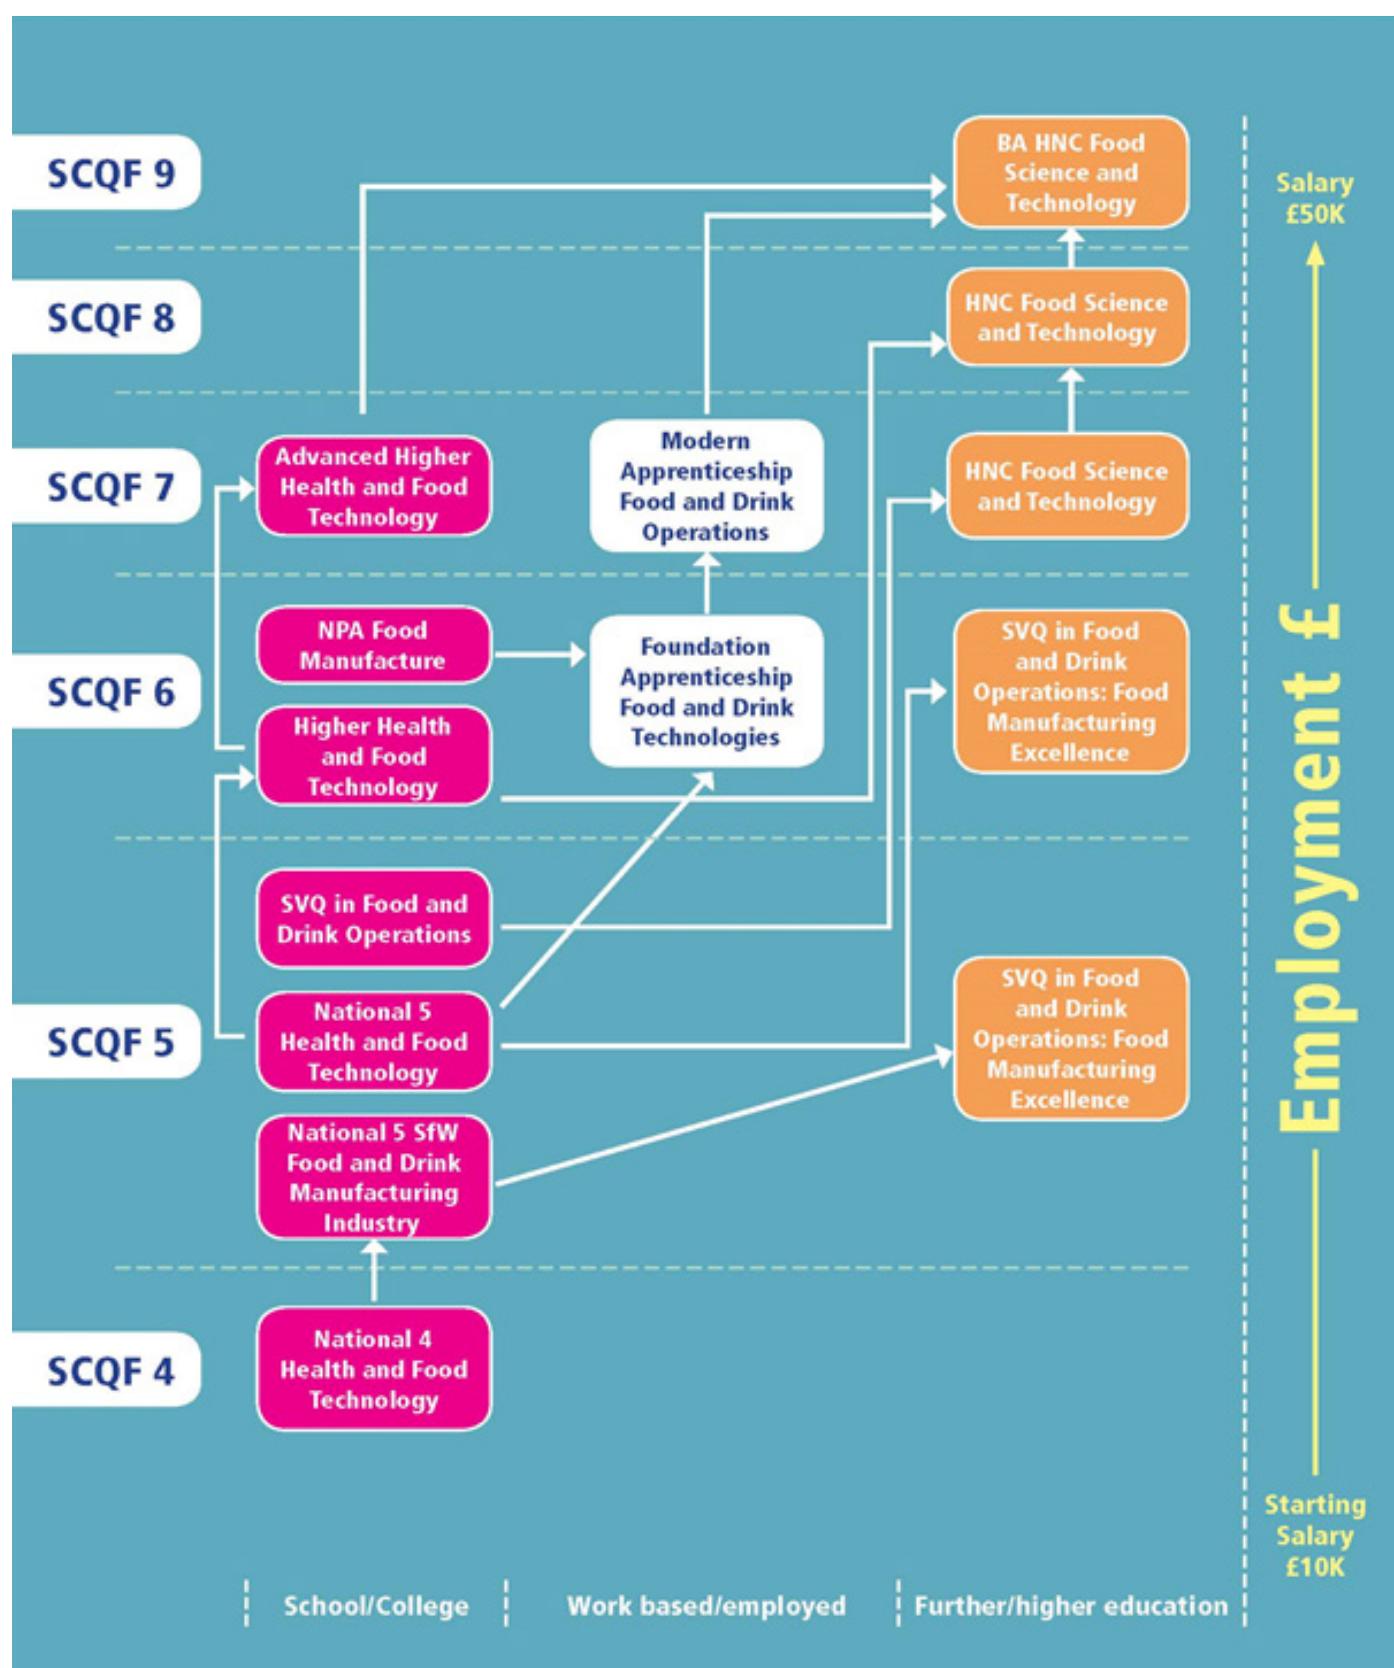 SCQF 9
BA HNC Food
Science and
Technology
Salary
£50K
SCQF 8
HNC Food Science
and Technology
SCQF 7
Advanced Higher
Health and Food
Technology
Modern
Apprenticeship
Food and Drink
Operations
HNC Food Science
and Technology
SCQF 6
NPA Food
Manufacture
Higher Health
and Food
Technology
Foundation
Apprenticeship
Food and Drink
Technologies
SVQ in Food
and Drink
Operations: Food
Manufacturing
Excellence
SCQF 5
SVQ in Food and
Drink Operations
National 5
Health and Food
Technology
National 5 SfW
Food and Drink
Manufacturing
Industry
SVQ in Food
and Drink
Operations: Food
Manufacturing
Excellence
SCQF 4
National 4
Health and Food
Technology
Employment £
Starting
Salary
£10K
School/College
Work based/employed
Further/higher education